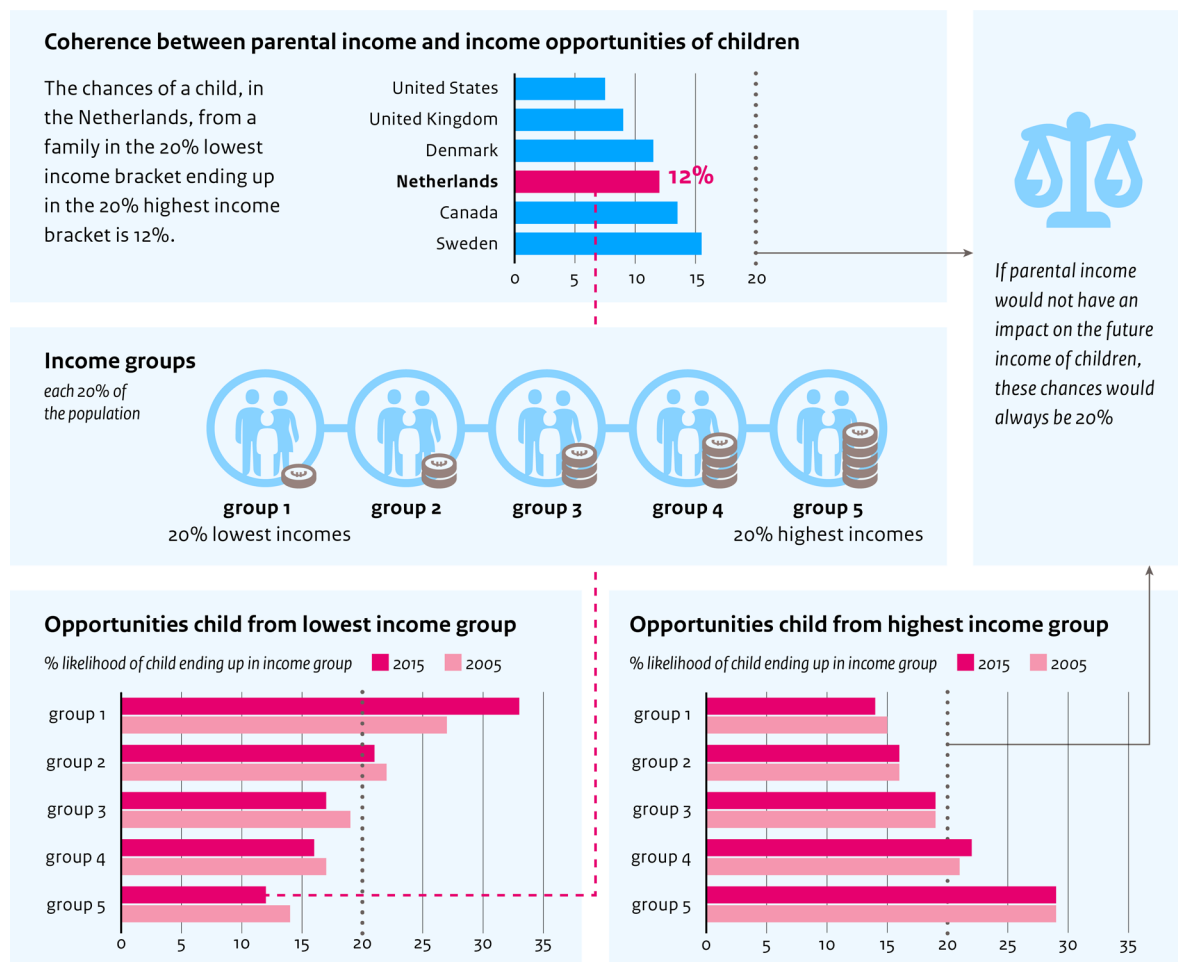 Coherence between parental income and income opportunities of children
The chances of a child, in
the Netherlands, from a
family in the 20% lowest
income bracket ending up
in the 20% highest income
bracket is 12%.
United States
United Kingdom
Denmark
Netherlands
12%
Canada
Sweden
0 5 10 15 20
If parental income
would not have an
impact on the future
income of children,
these chances would
always be 20%
Income groups
each 20% of
the population
group 1 group 2 group 3 group 4 group 5
20% lowest incomes 20% highest incomes
Opportunities child from lowest income group
% likelihood of child ending up in income group 2015 2005
group 1
group 2
group 3
group 4
group 5
0 5 10 15 20 25 30 35
Opportunities child from highest income group
% likelihood of child ending up in income group 2015 2005
group 1
group 2
group 3
group 4
group 5
0 5 10 15 20 25 30 35